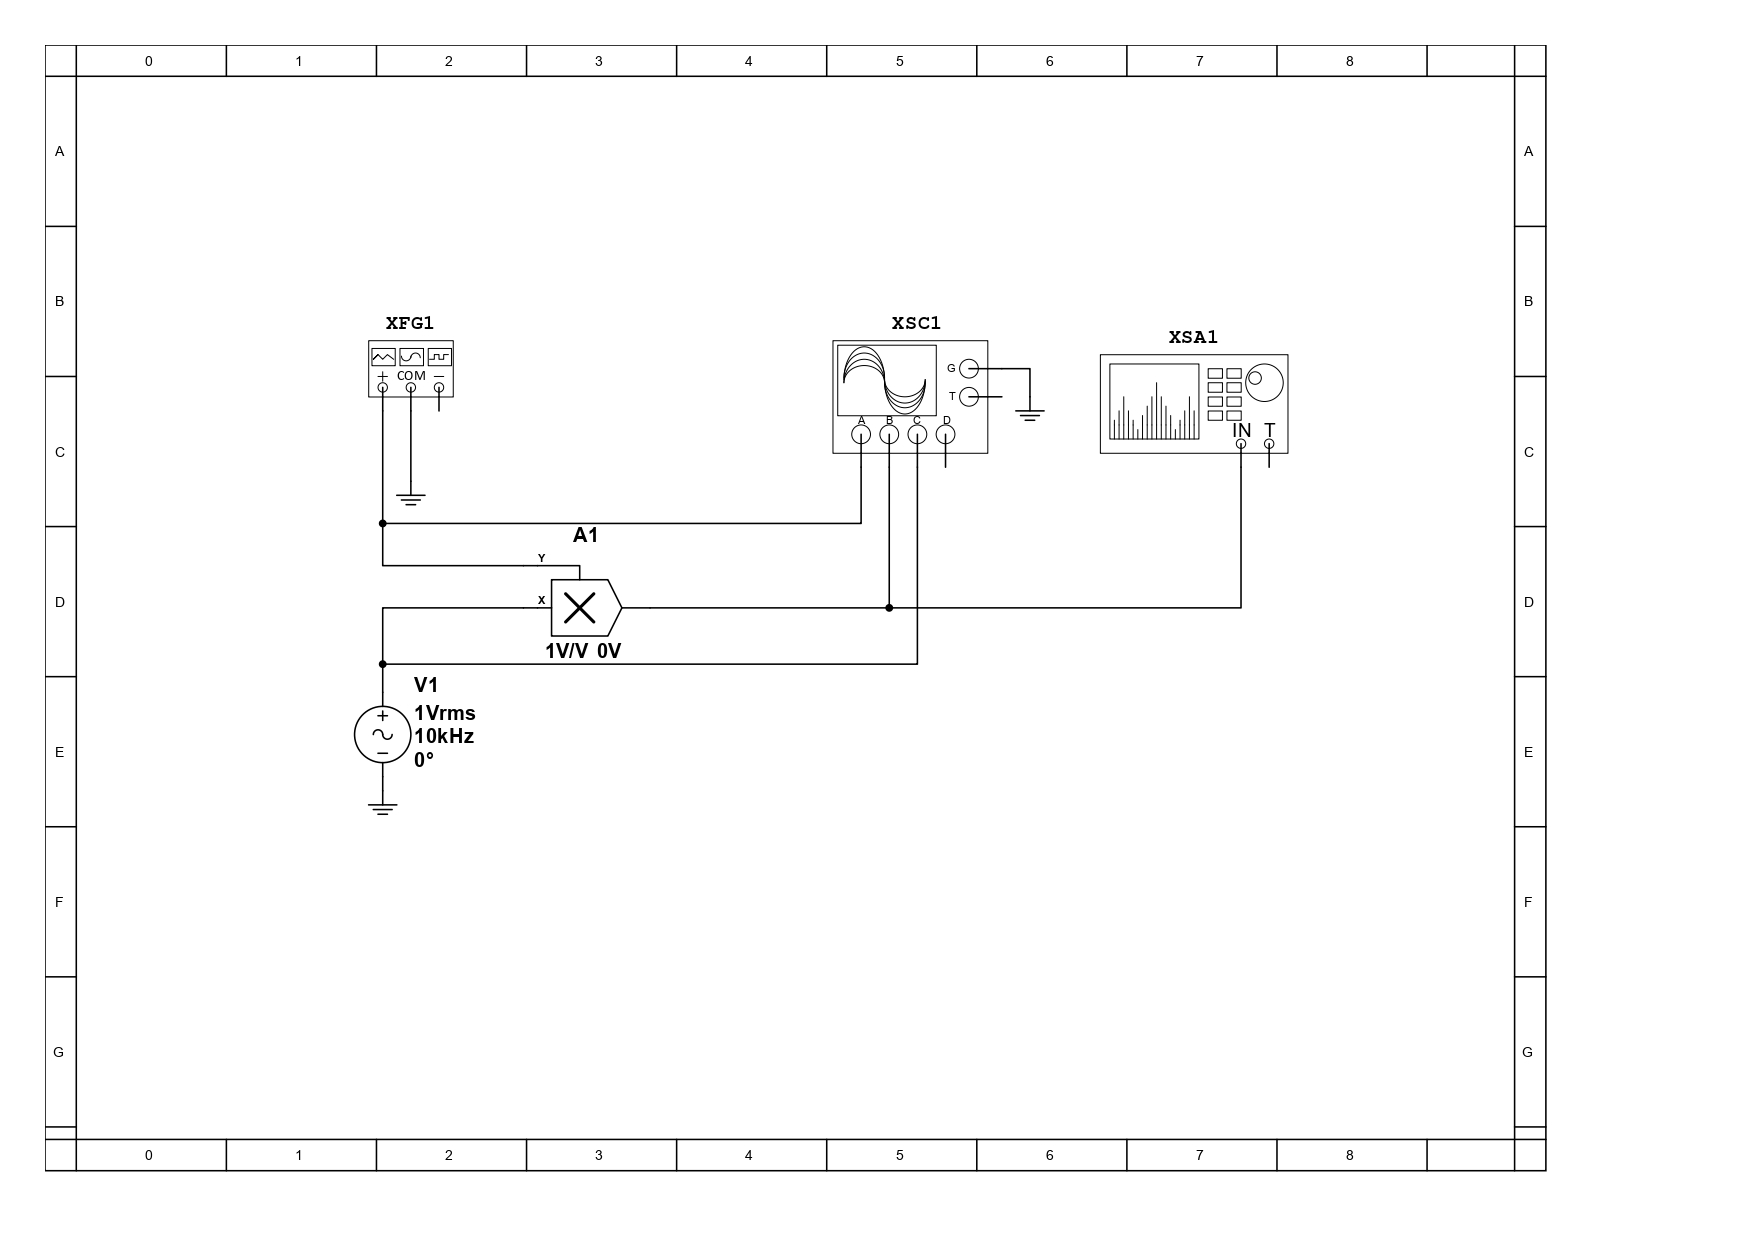 0 1 2 3 4 5 6 7 8
A A
B B
XFG1 XSC1
XSA1
+ COM −
G
T
A B C D
IN T
C C
A1
Y
X
D D
1V/V 0V
V1
+ 1Vrms
10kHz
− 0°
E E
F F
G G
0 1 2 3 4 5 6 7 8